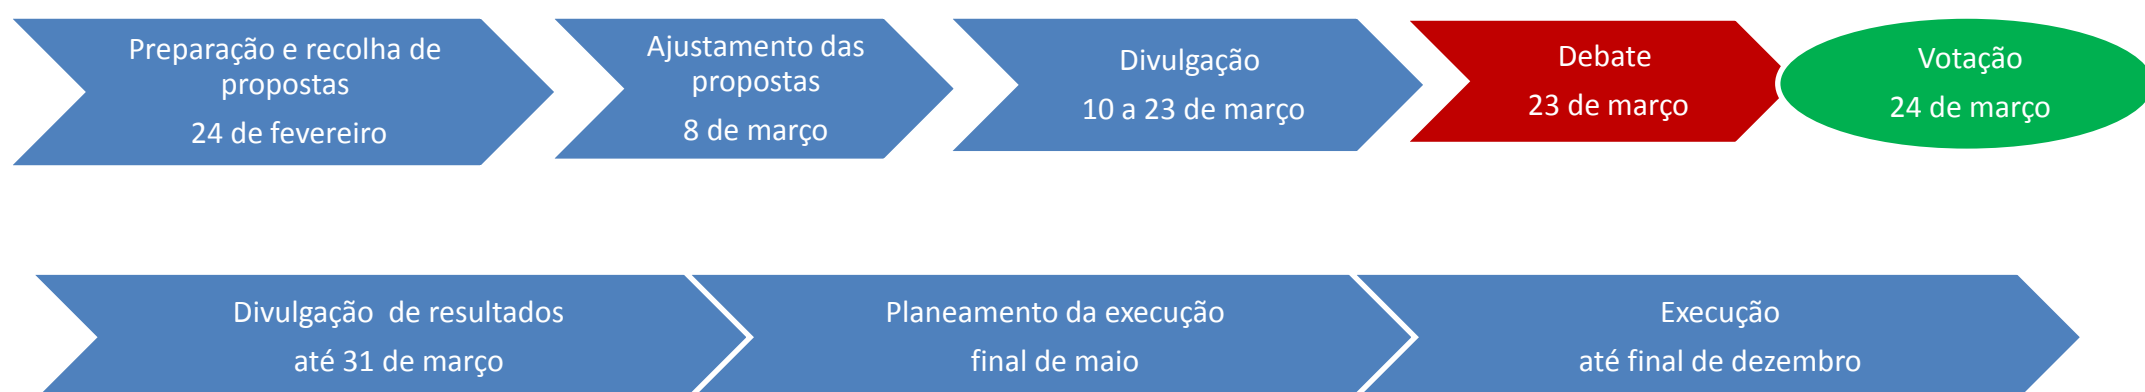 Preparação e recolha de
propostas
24 de fevereiro
Ajustamento das
propostas
8 de março
Divulgação
10 a 23 de março
Debate
23 de março
Votação
24 de março
Divulgação  de resultados
até 31 de março
Planeamento da execução
final de maio
Execução
até final de dezembro